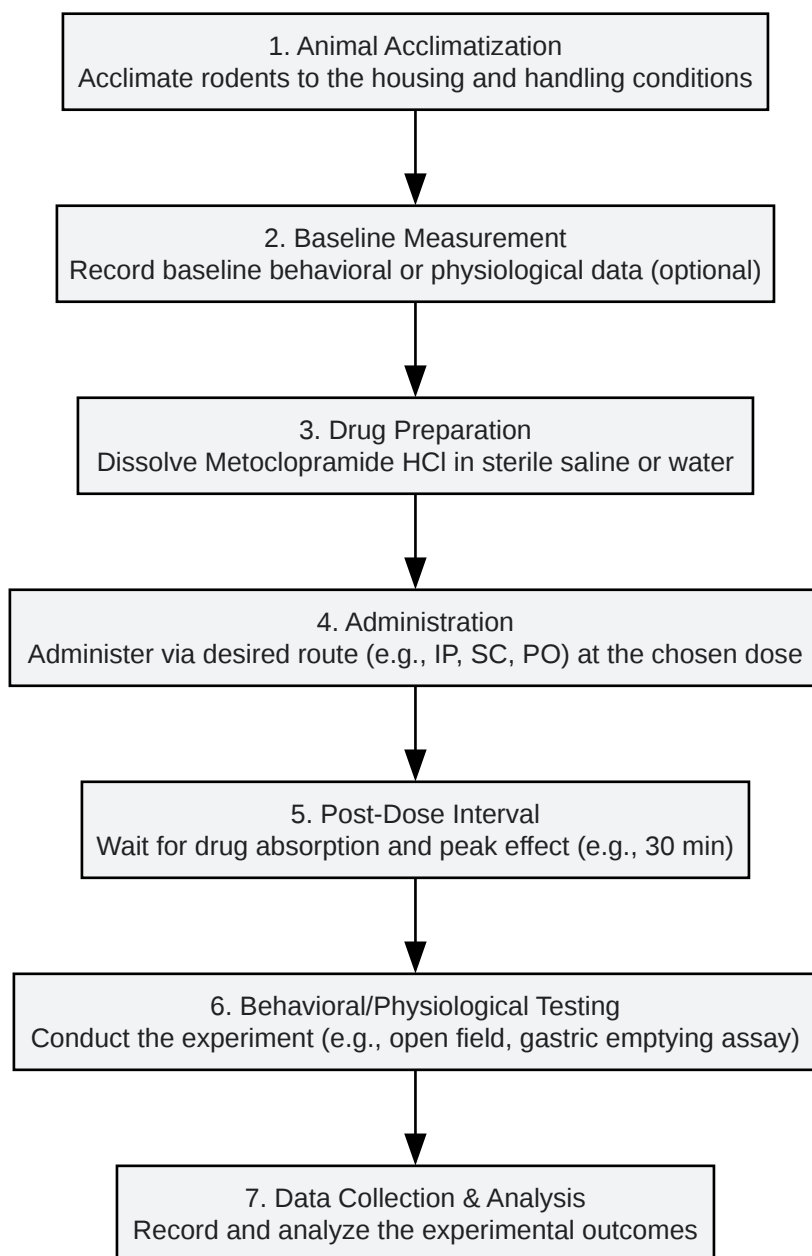 1. Animal Acclimatization
Acclimate rodents to the housing and handling conditions
2. Baseline Measurement
Record baseline behavioral or physiological data (optional)
3. Drug Preparation
Dissolve Metoclopramide HCl in sterile saline or water
4. Administration
Administer via desired route (e.g., IP, SC, PO) at the chosen dose
5. Post-Dose Interval
Wait for drug absorption and peak effect (e.g., 30 min)
6. Behavioral/Physiological Testing
Conduct the experiment (e.g., open field, gastric emptying assay)
7. Data Collection & Analysis
Record and analyze the experimental outcomes